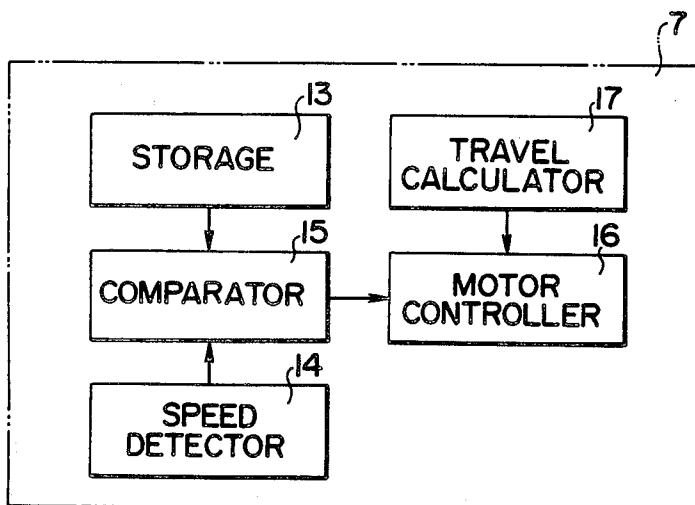 7
13
STORAGE
17
TRAVEL
CALCULATOR
15
COMPARATOR
16
MOTOR
CONTROLLER
14
SPEED
DETECTOR